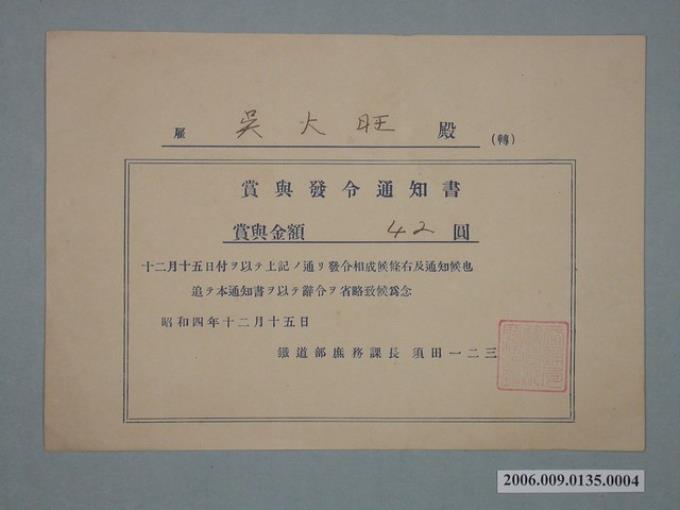 雇 吳火旺 殿 (轉)
賞與發令通知書
賞與金額 42 圓
十二月十五日付ヲ以テ上記ノ通リ發令相成候條右及通知候也
追テ本通知書ヲ以テ辭令ヲ省略致候爲念
昭和四年十二月十五日
鐵道部庶務課長 須田一二三
2006.009.0135.0004